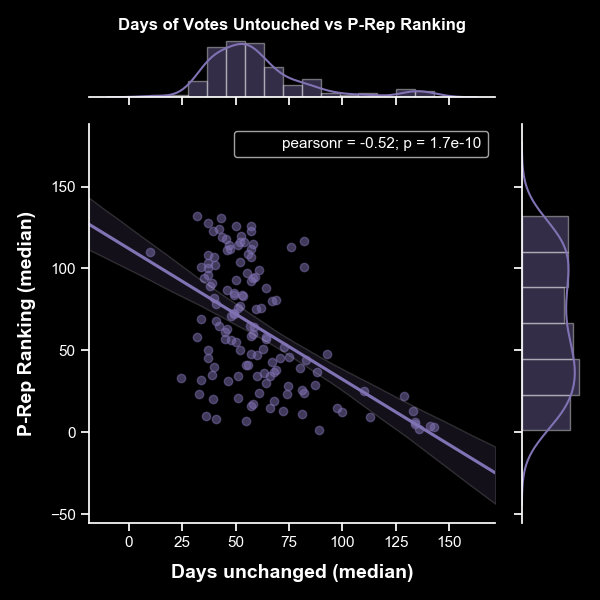 Days of Votes Untouched vs P-Rep Ranking
pearsonr = -0.52; p = 1.7e-10
150
100
50
0
−50
P-Rep Ranking (median)
0 25 50 75 100 125 150
Days unchanged (median)